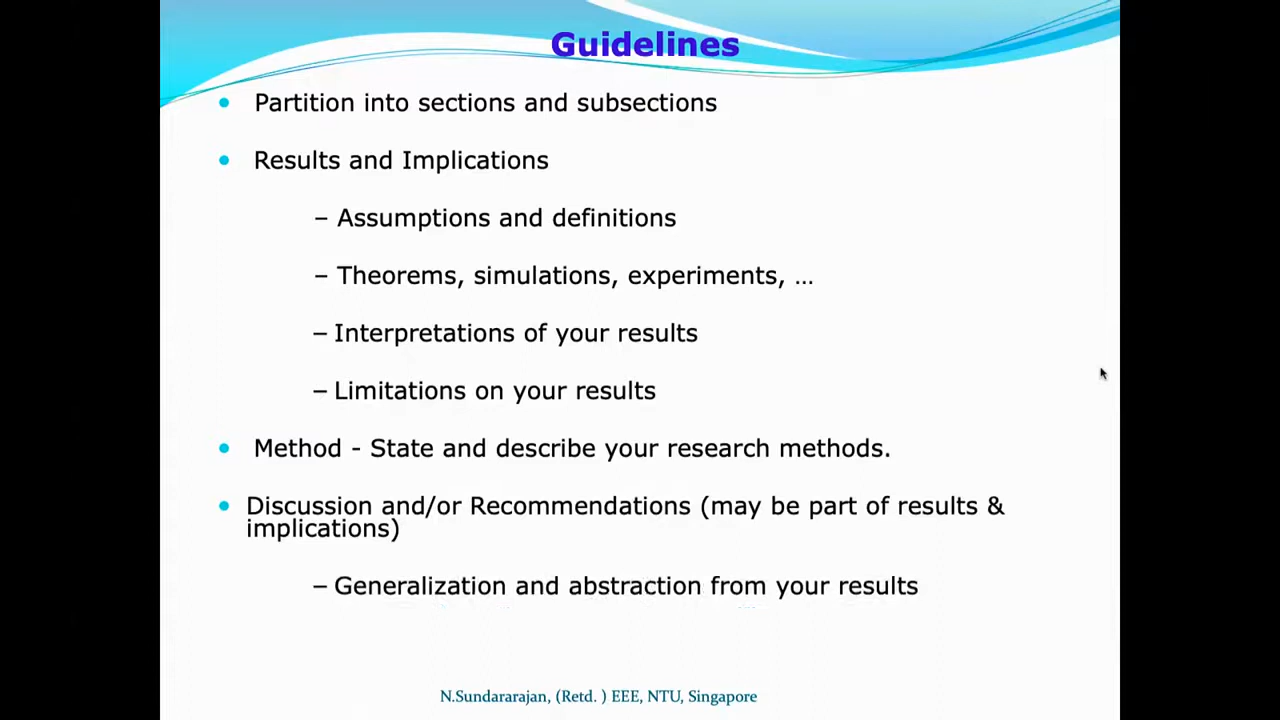 Guidelines
• Partition into sections and subsections
• Results and Implications
– Assumptions and definitions
– Theorems, simulations, experiments, ...
– Interpretations of your results
– Limitations on your results
• Method - State and describe your research methods.
• Discussion and/or Recommendations (may be part of results &
implications)
– Generalization and abstraction from your results
N.Sundararajan, (Retd. ) EEE, NTU, Singapore